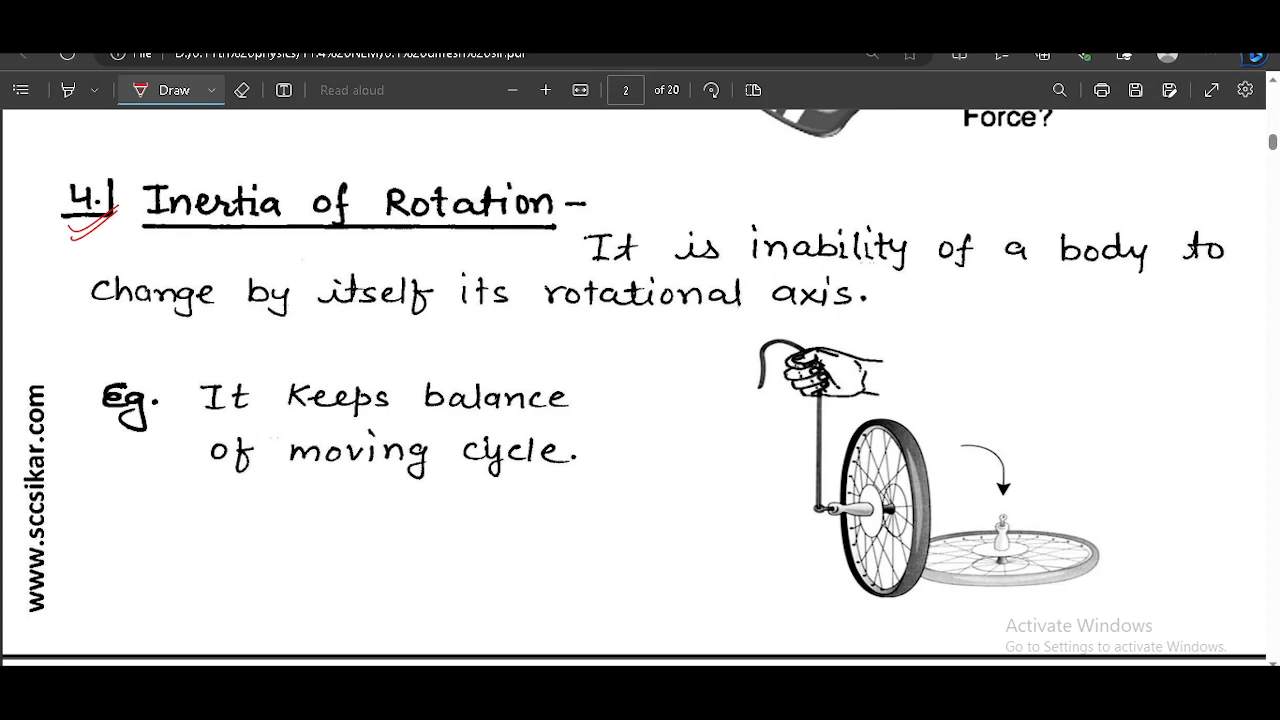 Draw
Read aloud
2
of 20
Force?
4.1 Inertia of Rotation -
It is inability of a body to
change by itself its rotational axis.
Eg. It keeps balance
of moving cycle.
www.sccsikar.com
Activate Windows
Go to Settings to activate Windows.